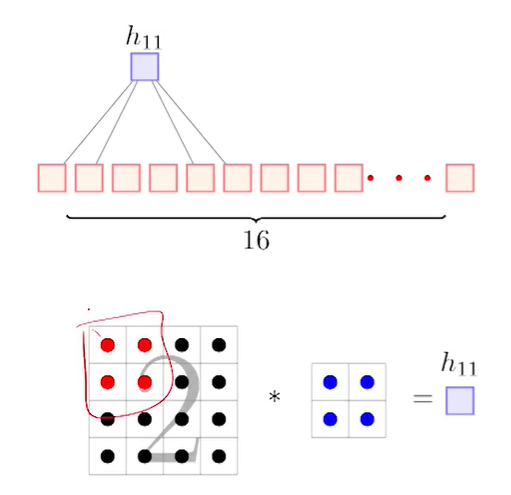 h₁₁
16
2
* = h₁₁